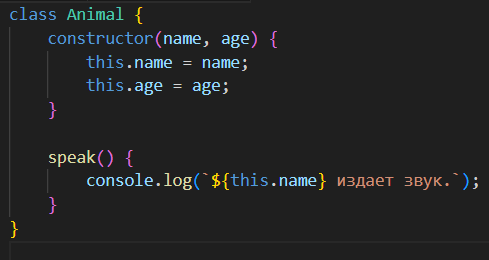 class Animal {
    constructor(name, age) {
        this.name = name;
        this.age = age;
    }

    speak() {
        console.log(`${this.name} издает звук.`);
    }
}